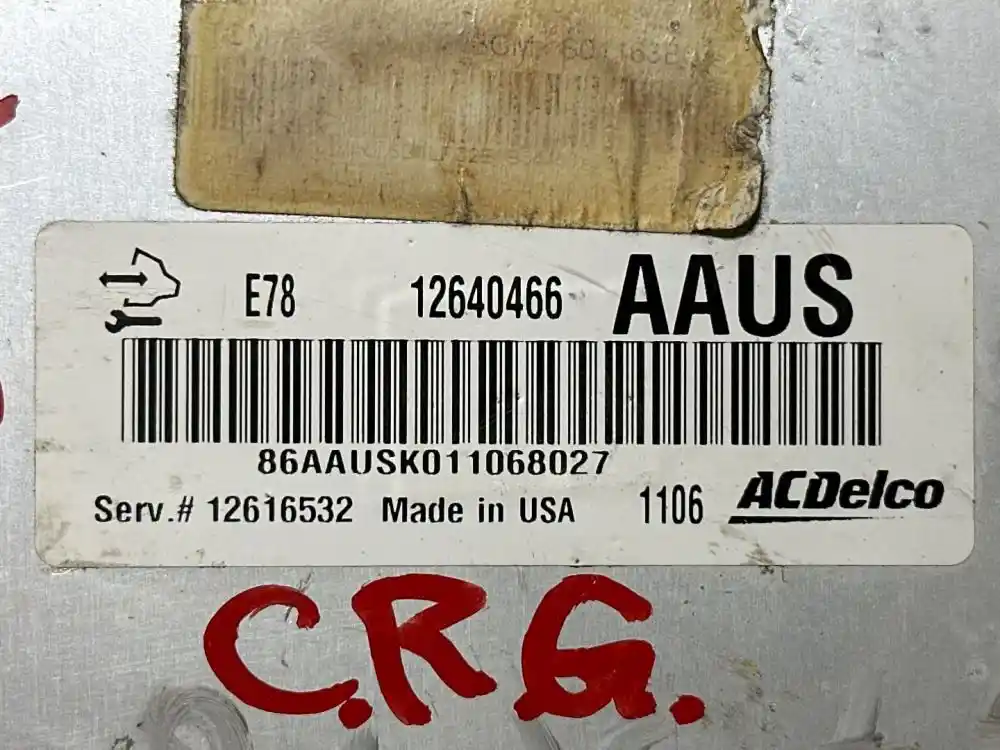 E78 12640466 AAUS
86AAUSK011068027
Serv.# 12616532 Made in USA 1106 ACDelco
C.R.G.